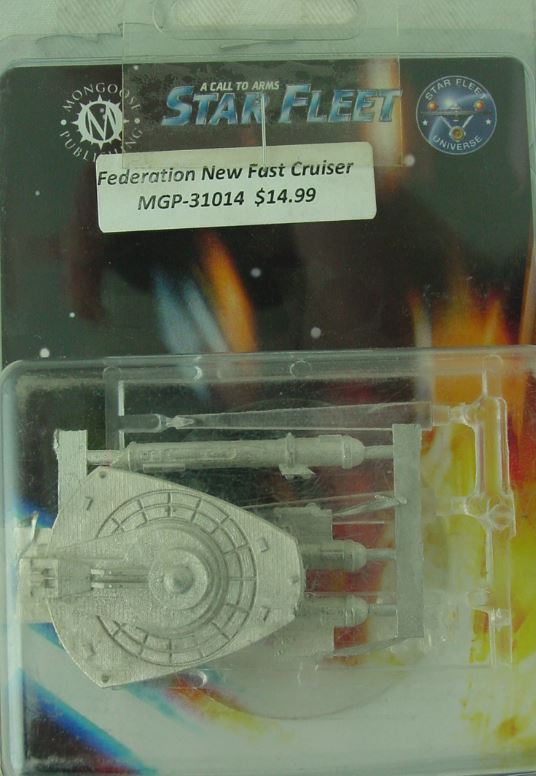 MONGOOSE
PUBLISHING
M
A CALL TO ARMS
STAR FLEET
STAR FLEET
UNIVERSE
Federation New Fast Cruiser
MGP-31014 $14.99